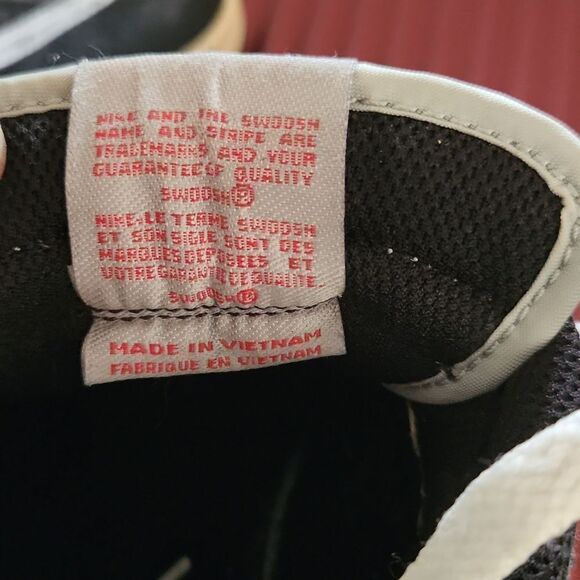 NIKE AND THE SWOOSH
NAME AND STRIPE ARE
TRADEMARKS AND YOUR
GUARANTEE OF QUALITY
SWOOSH®
NIKE-LE TERME SWOOSH
ET SON SIGLE SONT DES
MARQUES DEPOSEES ET
VOTRE GARANTIE DE QUALITE.
SWOOSH®
MADE IN VIETNAM
FABRIQUE EN VIETNAM